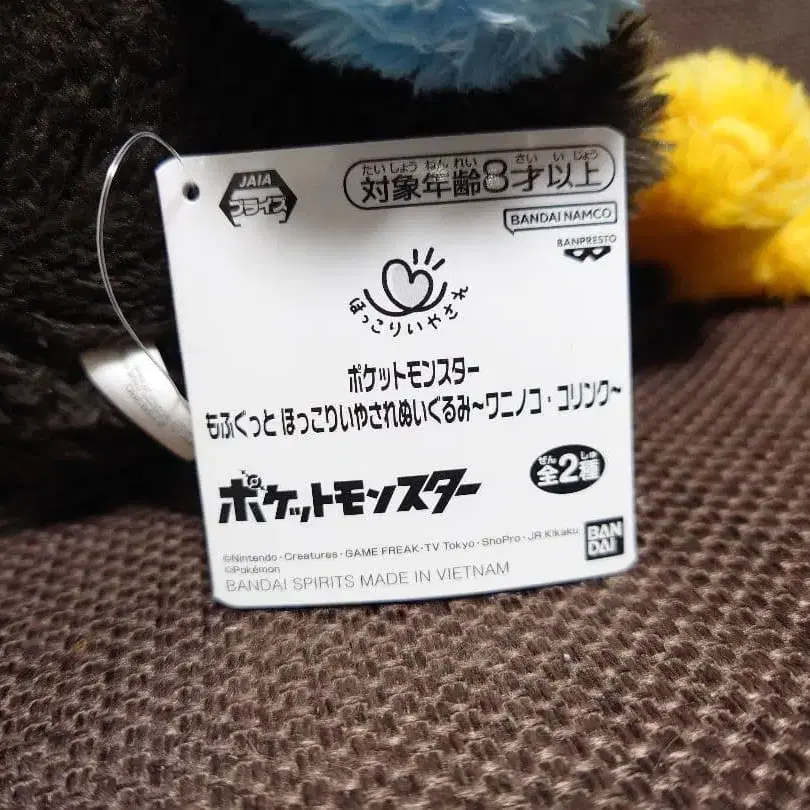 JAIA
プライズ
たいしょうねんれい さいいじょう
対象年齢8才以上
BANDAI NAMCO
BANPRESTO
ほっこりいやされ
ポケットモンスター
もふぐっと ほっこりいやされぬいぐるみ~ワニノコ・コリンク~
ポケットモンスター
ぜん しゅ
全2種
©Nintendo・Creatures・GAME FREAK・TV Tokyo・ShoPro・JR Kikaku
©Pokémon
BANDAI SPIRITS MADE IN VIETNAM
BAN
DAI